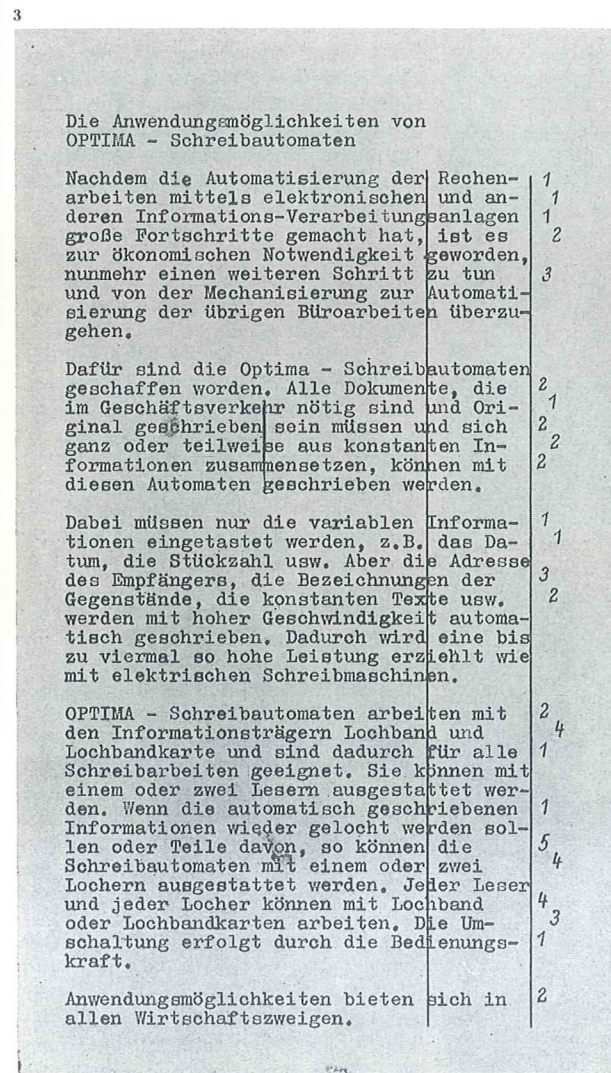 3
Die Anwendungsmöglichkeiten von
OPTIMA - Schreibautomaten
Nachdem die Automatisierung der Rechen- 1
arbeiten mittels elektronischen und an- 1
deren Informations-Verarbeitungsanlagen 1
große Fortschritte gemacht hat, ist es 2
zur ökonomischen Notwendigkeit geworden,
nunmehr einen weiteren Schritt zu tun 3
und von der Mechanisierung zur Automati-
sierung der übrigen Büroarbeiten überzu-
gehen.
Dafür sind die Optima - Schreibautomaten
geschaffen worden. Alle Dokumente, die 2
im Geschäftsverkehr nötig sind und Ori- 1
ginal geschrieben sein müssen und sich 2
ganz oder teilweise aus konstanten In- 2
formationen zusammensetzen, können mit 2
diesen Automaten geschrieben werden.
Dabei müssen nur die variablen Informa- 1
tionen eingetastet werden, z.B. das Da- 1
tum, die Stückzahl usw. Aber die Adresse
des Empfängers, die Bezeichnungen der 3
Gegenstände, die konstanten Texte usw. 2
werden mit hoher Geschwindigkeit automa-
tisch geschrieben. Dadurch wird eine bis
zu viermal so hohe Leistung erziehlt wie
mit elektrischen Schreibmaschinen.
OPTIMA - Schreibautomaten arbeiten mit 2
den Informationsträgern Lochband und 4
Lochbandkarte und sind dadurch für alle 1
Schreibarbeiten geeignet. Sie können mit
einem oder zwei Lesern ausgestattet wer-
den. Wenn die automatisch geschriebenen 1
Informationen wieder gelocht werden sol-
len oder Teile davon, so können die 5
Schreibautomaten mit einem oder zwei 4
Lochern ausgestattet werden. Jeder Leser
und jeder Locher können mit Lochband 4
oder Lochbandkarten arbeiten. Die Um- 3
schaltung erfolgt durch die Bedienungs- 1
kraft.
Anwendungsmöglichkeiten bieten sich in 2
allen Wirtschaftszweigen.